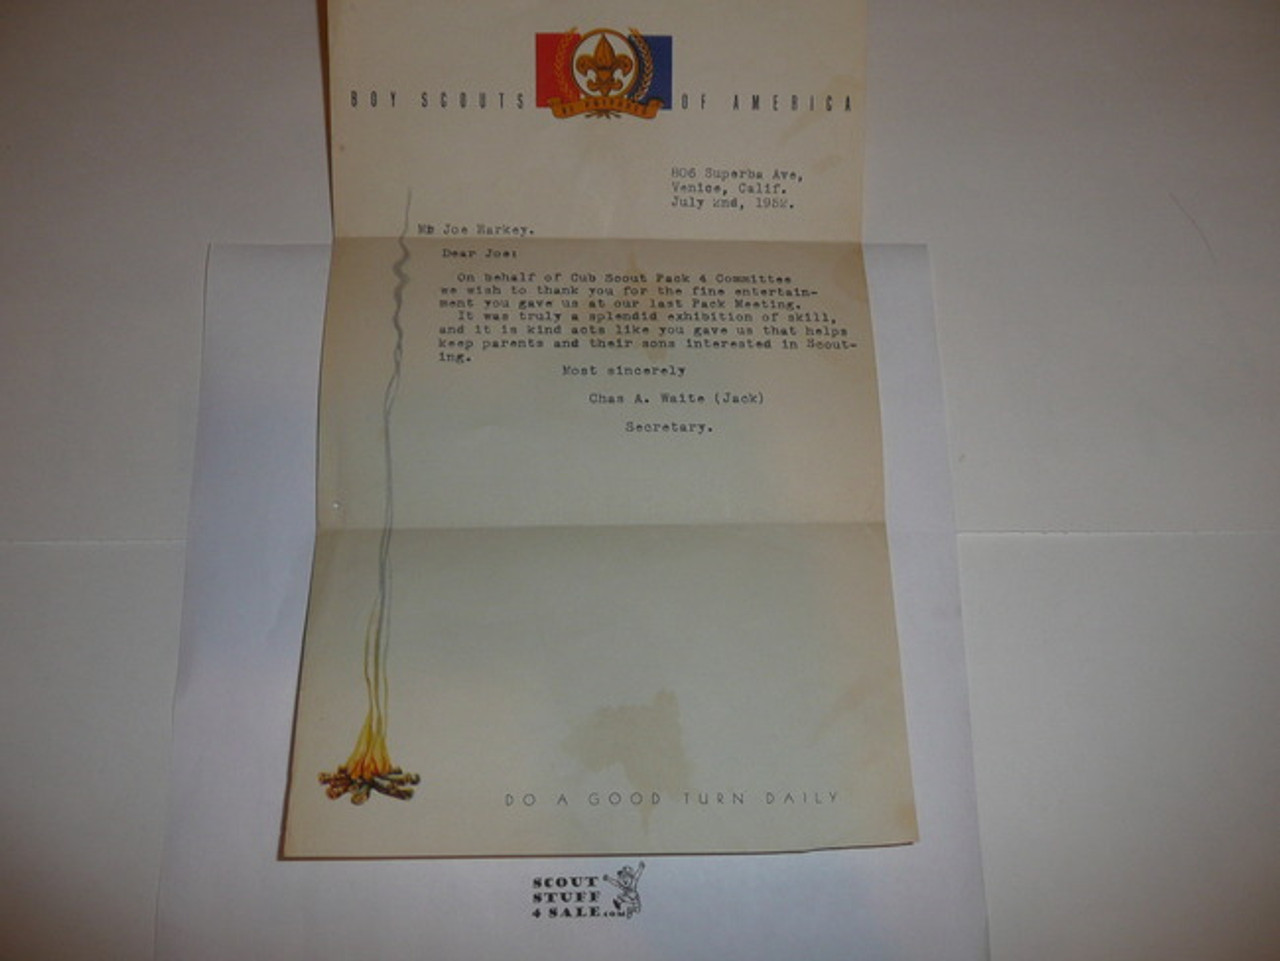 BOY SCOUTS OF AMERICA
BE PREPARED
806 Superba Ave,
Venice, Calif.
July 2nd, 1952.
Mr Joe Harkey.
Dear Joe:
On behalf of Cub Scout Pack 4 Committee
we wish to thank you for the fine entertain-
ment you gave us at our last Pack Meeting.
It was truly a splendid exhibition of skill,
and it is kind acts like you gave us that helps
keep parents and their sons interested in Scout-
ing.
Most sincerely
Chas A. Waite (Jack)
Secretary.
DO A GOOD TURN DAILY
SCOUT
STUFF
4 SALE.com